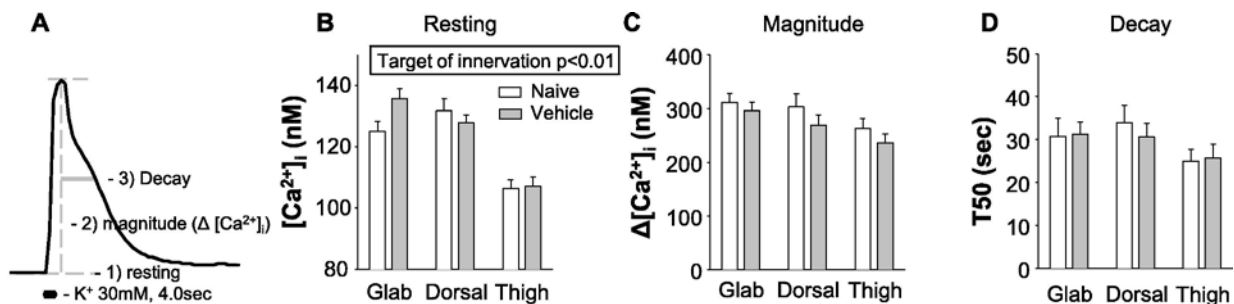 A
- 3) Decay
- 2) magnitude (Δ [Ca²⁺]ᵢ)
- 1) resting
- K⁺ 30mM, 4.0sec
B
Resting
Target of innervation p<0.01
Naive
Vehicle
[Ca²⁺]ᵢ (nM)
140
120
100
80
Glab Dorsal Thigh
C
Magnitude
Δ[Ca²⁺]ᵢ (nM)
400
300
200
100
0
Glab Dorsal Thigh
D
Decay
T50 (sec)
50
40
30
20
10
0
Glab Dorsal Thigh